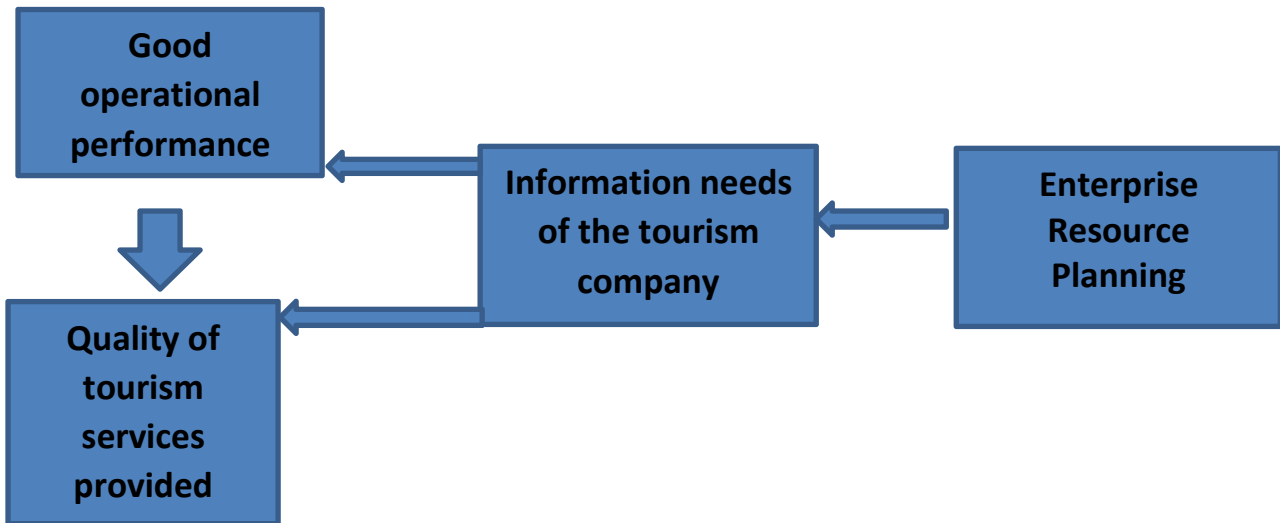 Good
operational
performance
Information needs
of the tourism
company
Enterprise
Resource
Planning
Quality of
tourism
services
provided